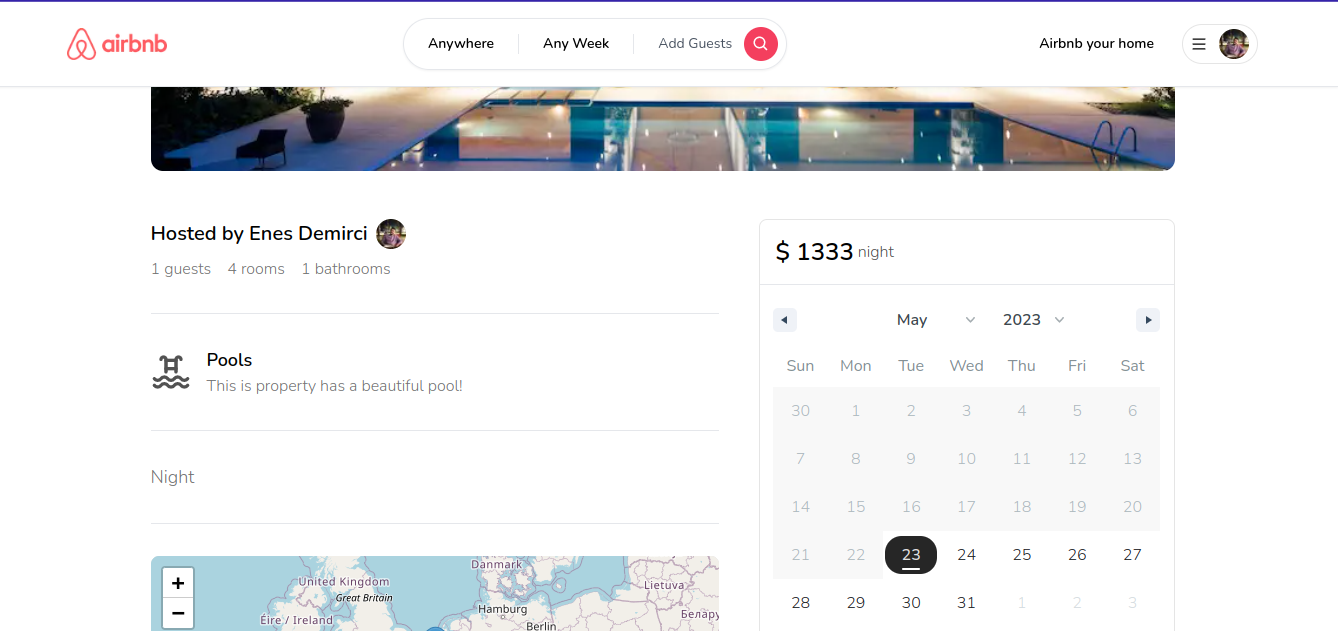 airbnb
Anywhere
Any Week
Add Guests
Airbnb your home
Hosted by Enes Demirci
1 guests 4 rooms 1 bathrooms
Pools
This is property has a beautiful pool!
Night
+
−
Danmark
United Kingdom
Great Britain
Lietuva
Hamburg
Éire / Ireland
Berlin
Беларy
$ 1333 night
May 2023
Sun Mon Tue Wed Thu Fri Sat
30 1 2 3 4 5 6
7 8 9 10 11 12 13
14 15 16 17 18 19 20
21 22 23 24 25 26 27
28 29 30 31 1 2 3